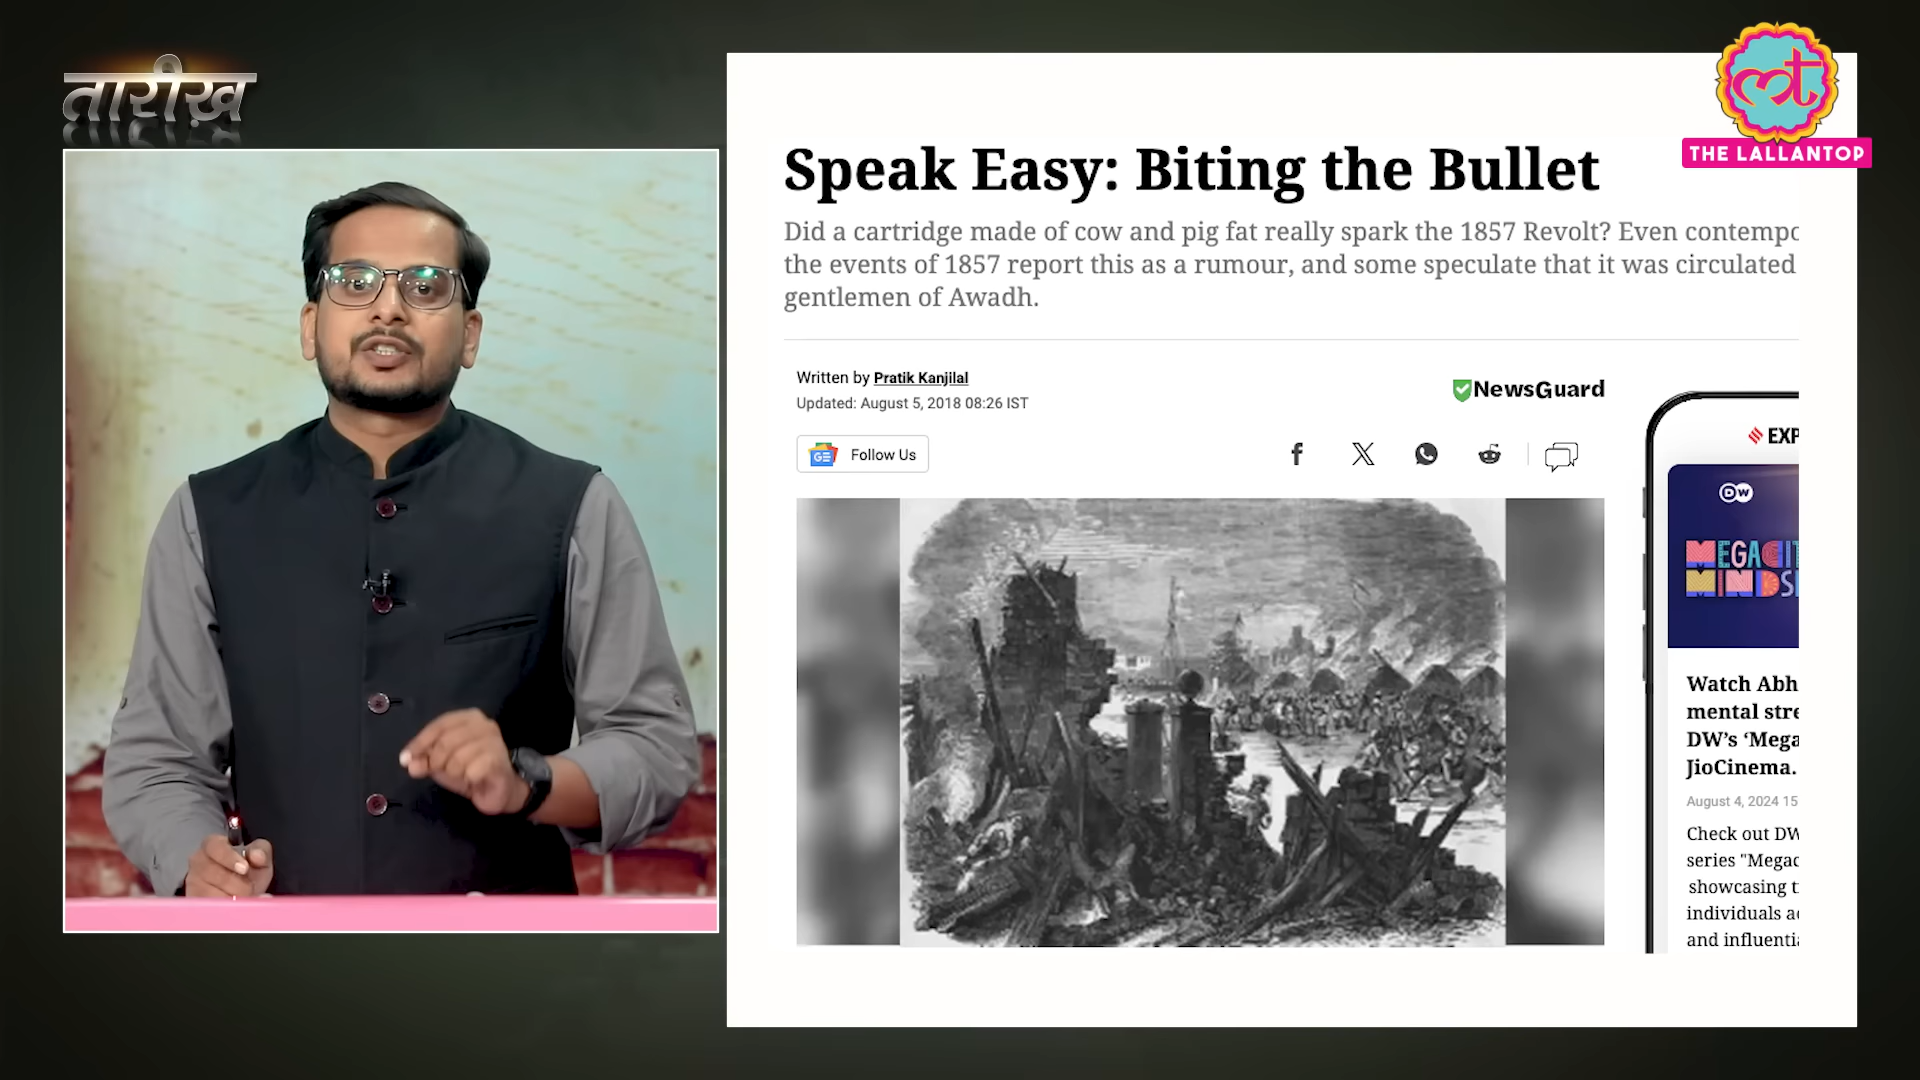 तारीख़
लT
THE LALLANTOP
Speak Easy: Biting the Bullet
Did a cartridge made of cow and pig fat really spark the 1857 Revolt? Even contempo
the events of 1857 report this as a rumour, and some speculate that it was circulated
gentlemen of Awadh.
Written by Pratik Kanjilal
Updated: August 5, 2018 08:26 IST
NewsGuard
GE Follow Us
EXP
DW
MEGACIT
MINDS
Watch Abh
mental stre
DW’s ‘Mega
JioCinema.
August 4, 2024 15
Check out DW
series "Megac
showcasing t
individuals a
and influentia